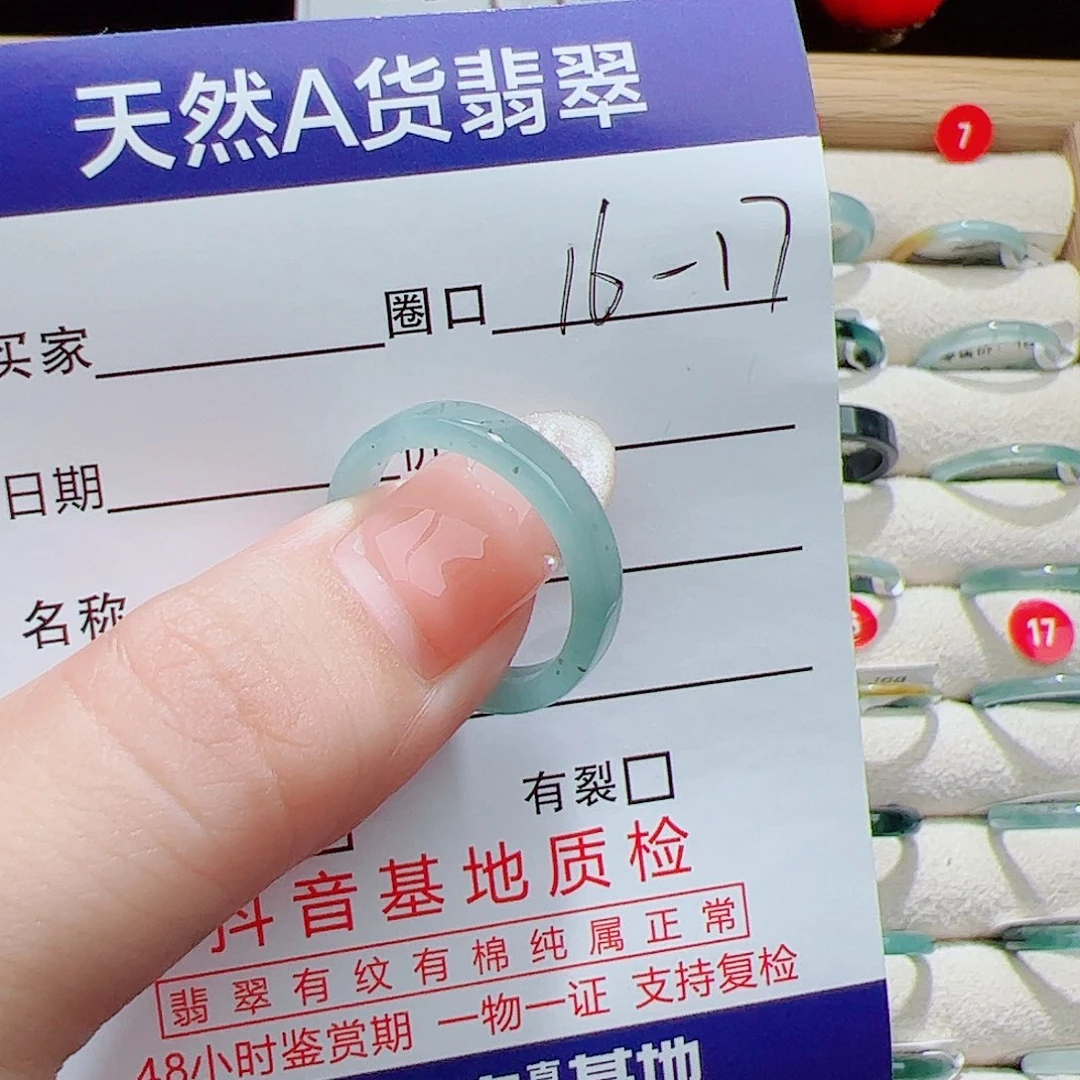 天然A货翡翠
买家 圈口 16-17
日期
名称
有裂
抖音基地质检
翡翠有纹有棉纯属正常
48小时鉴赏期 一物一证 支持复检
基地
7
17